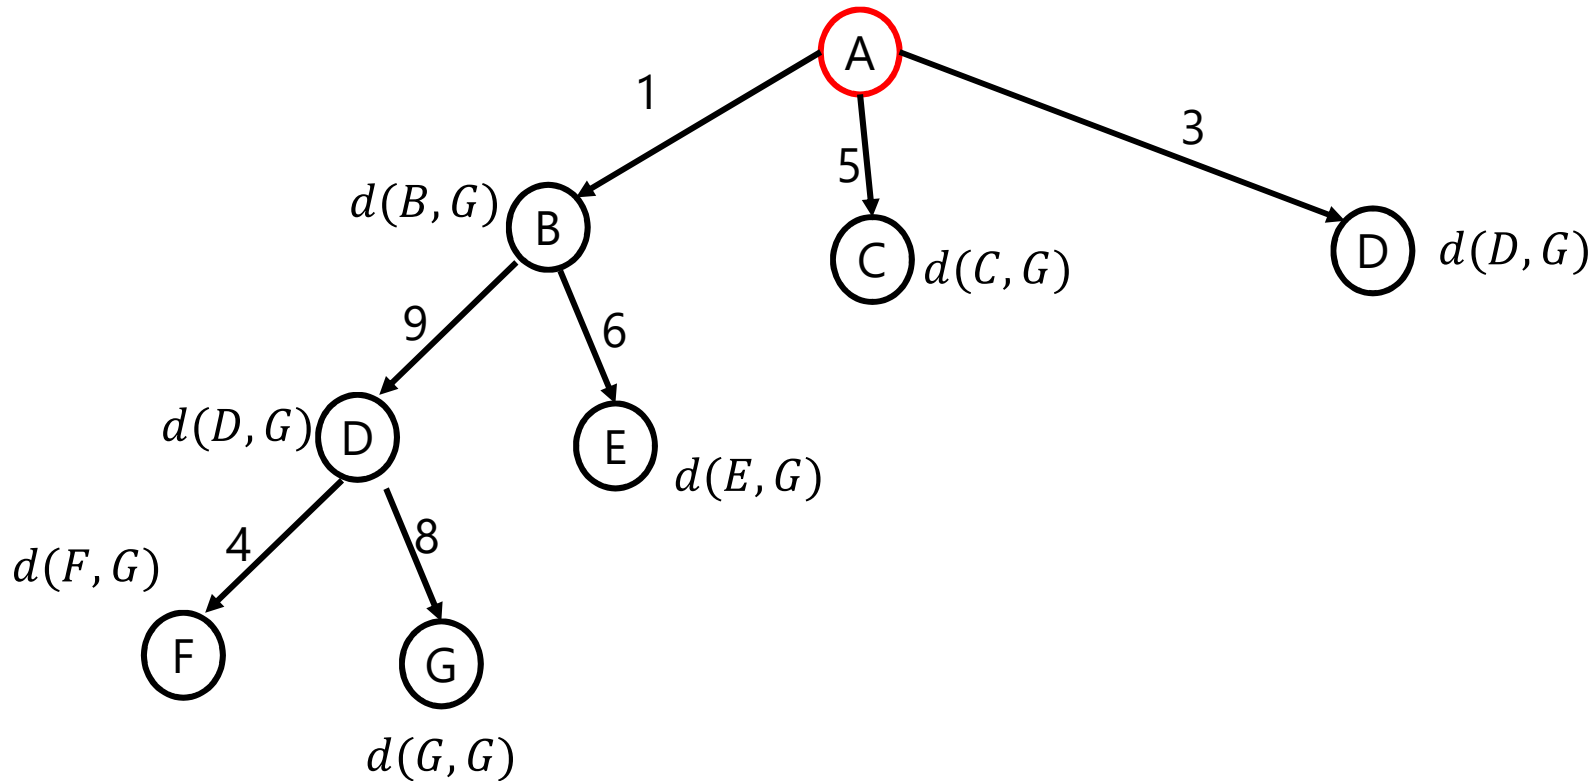 A
1
3
5
d(B, G)
B
C
d(C, G)
D
d(D, G)
9
6
d(D, G)
D
E
d(E, G)
4
8
d(F, G)
F
G
d(G, G)